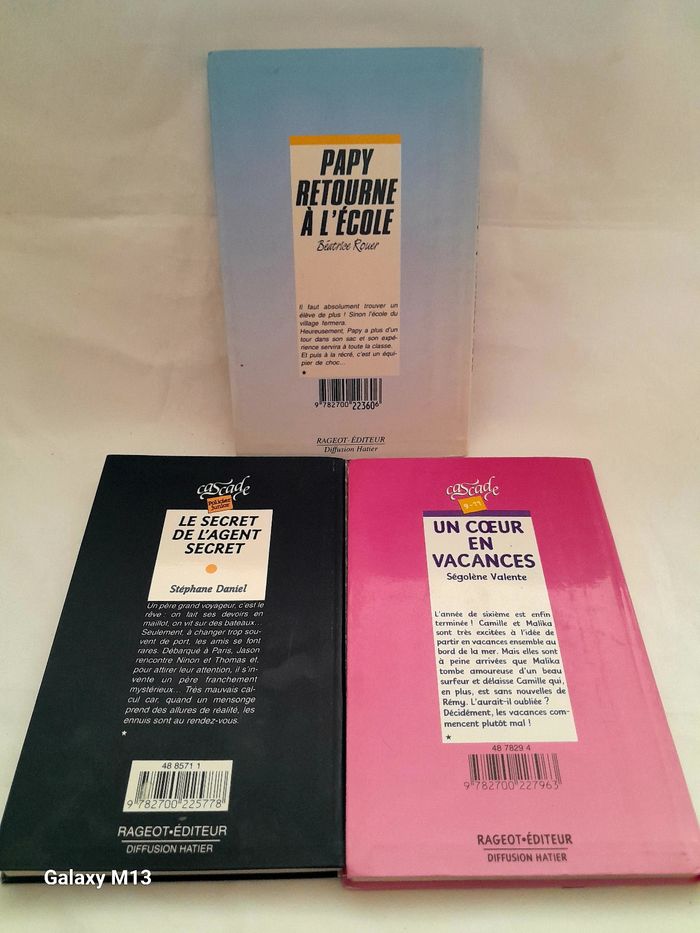 PAPY
RETOURNE
À L'ÉCOLE
Béatrice Rouer
Il faut absolument trouver un
élève de plus ! Sinon l'école du
village fermera.
Heureusement, Papy a plus d'un
tour dans son sac et son expé-
rience servira à toute la classe.
Et puis à la récré, c'est un équi-
pier de choc...
*
9 782700 223606
RAGEOT-ÉDITEUR
Diffusion Hatier
cascade
Policier
Junior
LE SECRET
DE L'AGENT
SECRET
Stéphane Daniel
Un père grand voyageur, c'est le
rêve : on fait ses devoirs en
maillot, on vit sur des bateaux...
Seulement, à changer trop sou-
vent de port, les amis se font
rares. Débarqué à Paris, Jason
rencontre Ninon et Thomas et,
pour attirer leur attention, il s'in-
vente un père franchement
mystérieux... Très mauvais cal-
cul car, quand un mensonge
prend des allures de réalité, les
ennuis sont au rendez-vous.
*
48 8571 1
9 782700 225778
RAGEOT•ÉDITEUR
DIFFUSION HATIER
cascade
9-11
UN CŒUR
EN
VACANCES
Ségolène Valente
L'année de sixième est enfin
terminée ! Camille et Malika
sont très excitées à l'idée de
partir en vacances ensemble au
bord de la mer. Mais elles sont
à peine arrivées que Malika
tombe amoureuse d'un beau
surfeur et délaisse Camille qui,
en plus, est sans nouvelles de
Rémy. L'aurait-il oubliée ?
Décidément, les vacances com-
mencent plutôt mal !
*
48 7829 4
9 782700 227963
RAGEOT•ÉDITEUR
DIFFUSION HATIER
Galaxy M13